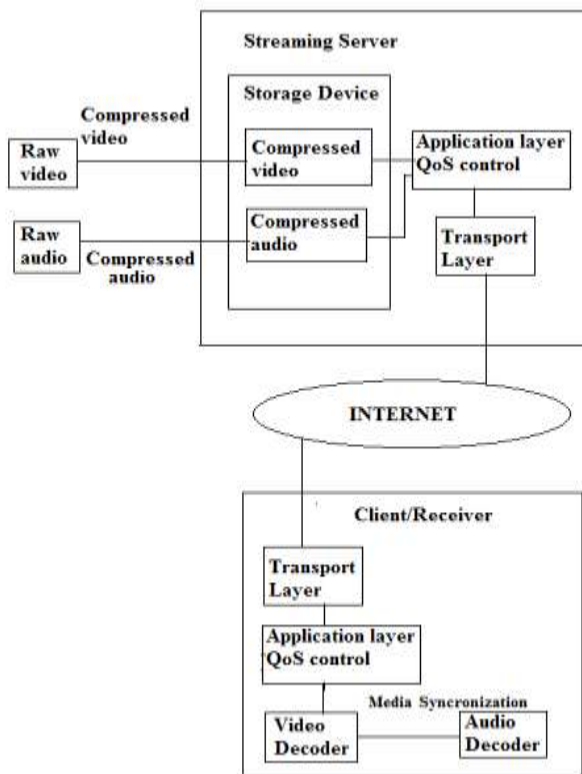 Streaming Server
Storage Device
Compressed
video
Raw
video
Compressed
video
Application layer
QoS control
Raw
audio
Compressed
audio
Compressed
audio
Transport
Layer
INTERNET
Client/Receiver
Transport
Layer
Application layer
QoS control
Media Syncronization
Video
Decoder
Audio
Decoder